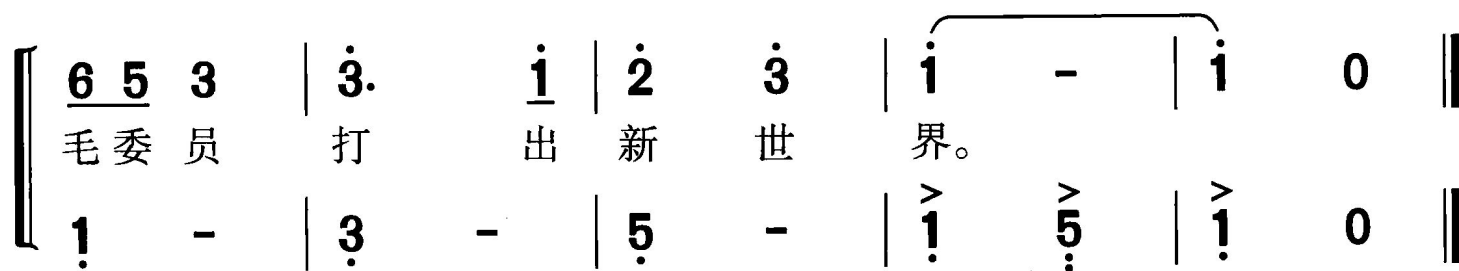 6 5 3 | 3̇. 1̇ | 2̇ 3̇ | 1̇ - | 1̇ 0 ‖
毛委员 打 出 新 世 界。
1̣ - | 3̣ - | 5̣ - | 1̣ 5̣̣ | 1̣ 0 ‖